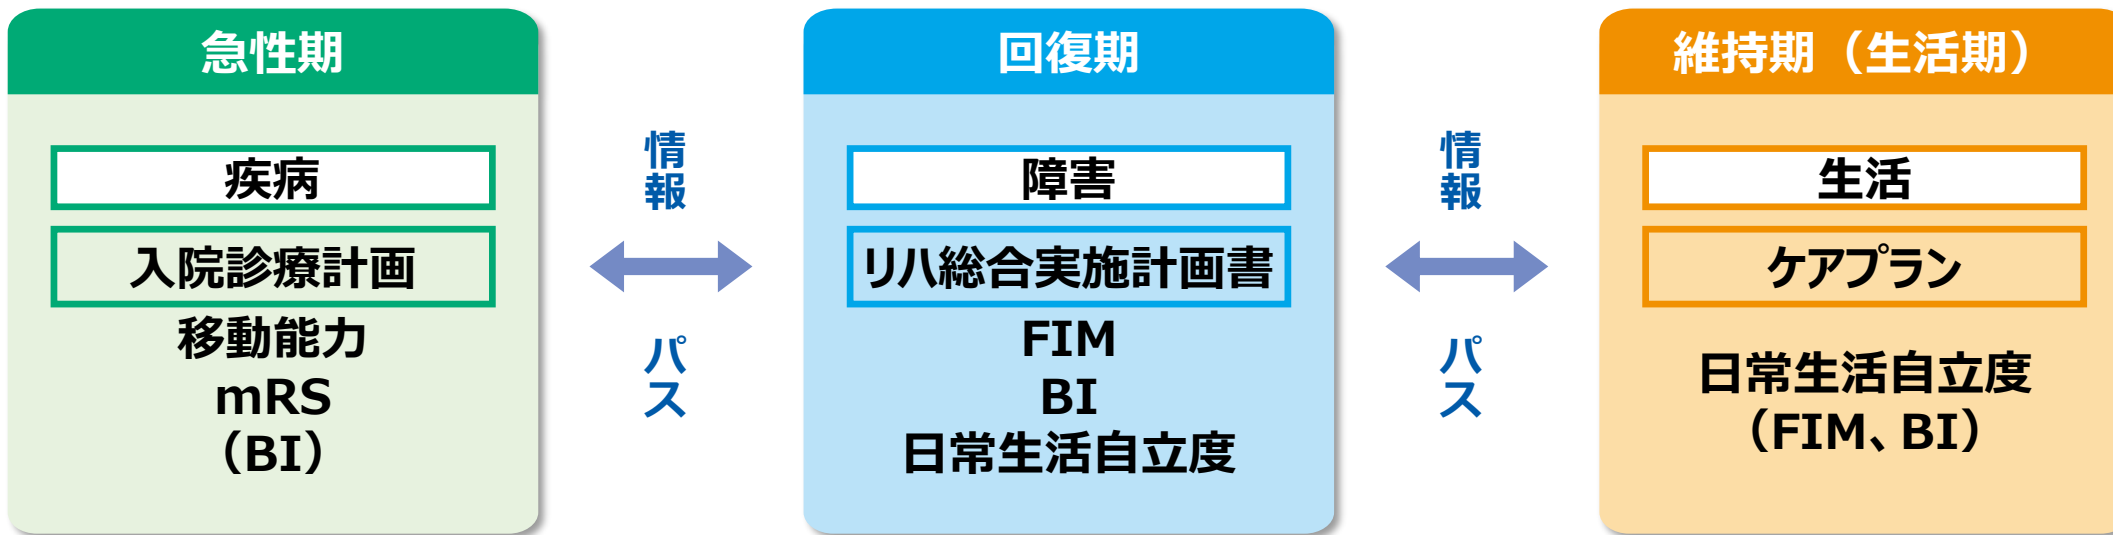 急性期
疾病
入院診療計画
移動能力
mRS
（BI）
情報
パス
回復期
障害
リハ総合実施計画書
FIM
BI
日常生活自立度
情報
パス
維持期（生活期）
生活
ケアプラン
日常生活自立度
（FIM、BI）